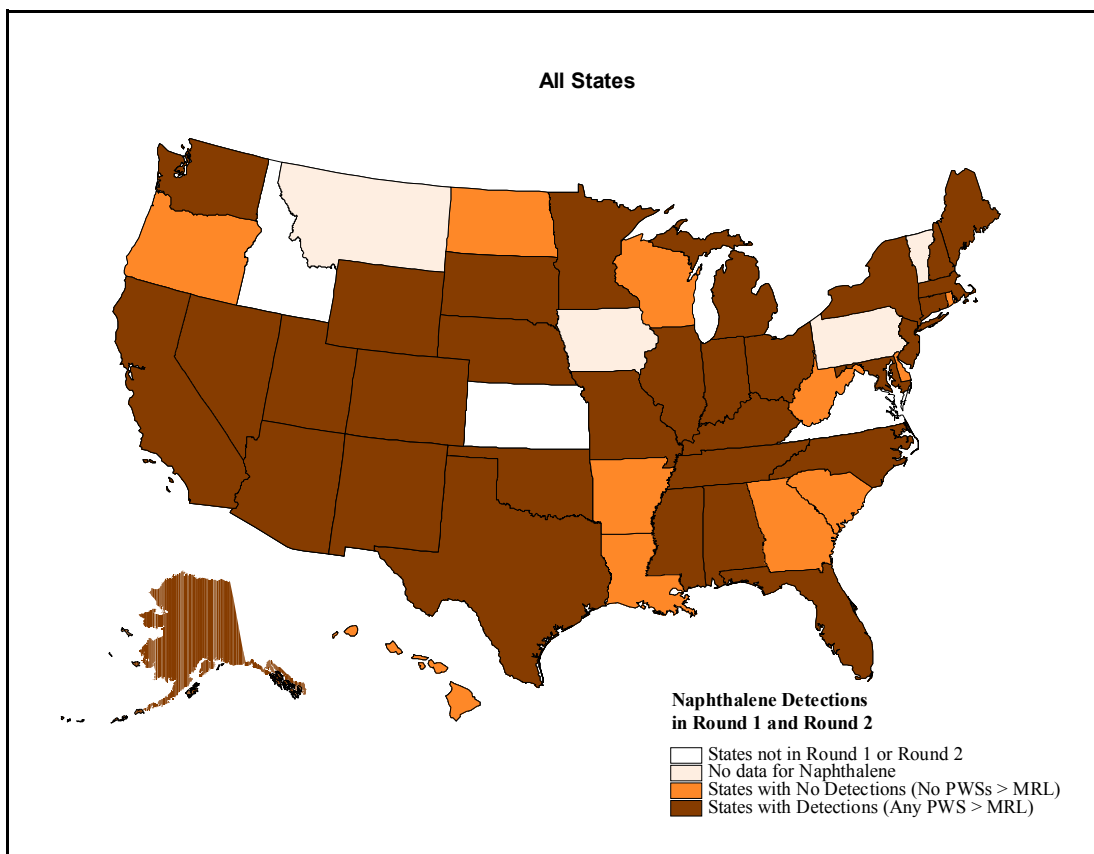 All States
Naphthalene Detections
in Round 1 and Round 2
States not in Round 1 or Round 2
No data for Naphthalene
States with No Detections (No PWSs > MRL)
States with Detections (Any PWS > MRL)